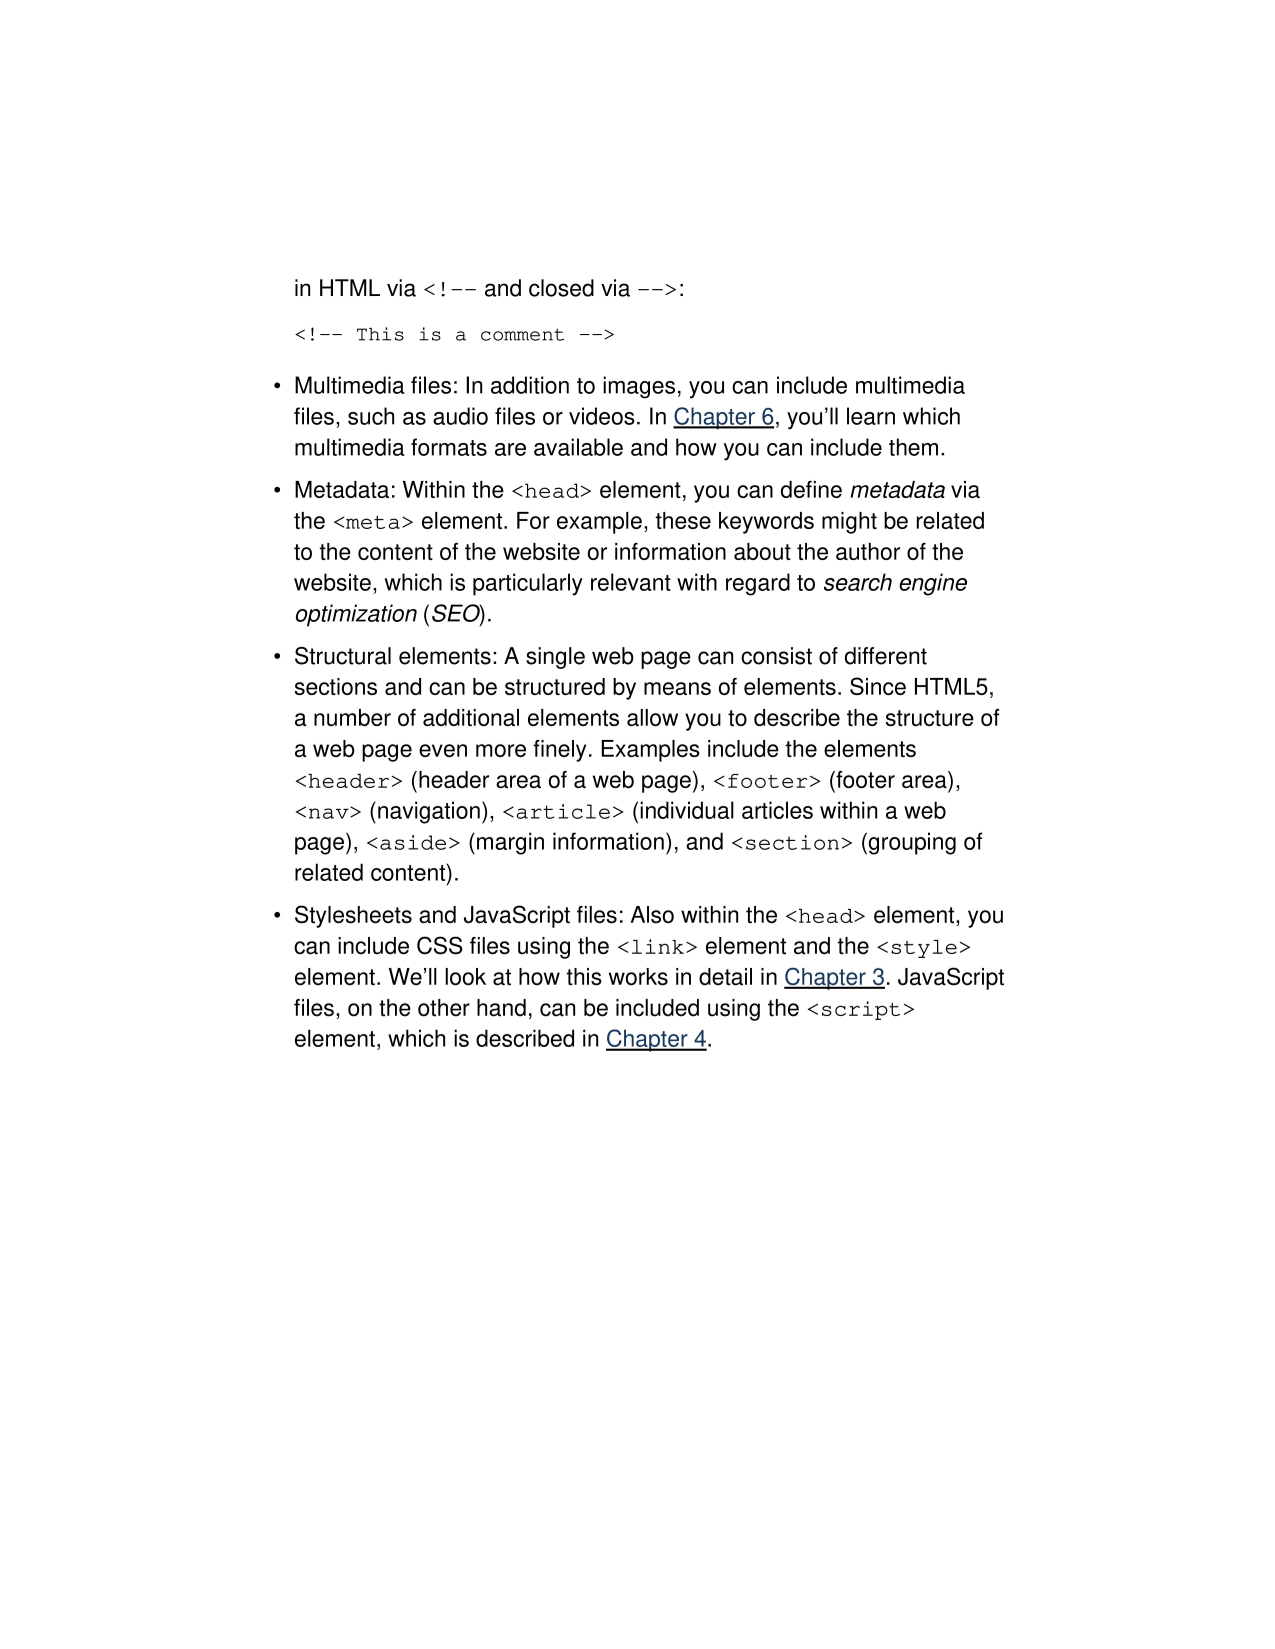 in HTML via <!-- and closed via -->:
<!-- This is a comment -->
• Multimedia files: In addition to images, you can include multimedia
files, such as audio files or videos. In Chapter 6, you'll learn which
multimedia formats are available and how you can include them.
• Metadata: Within the <head> element, you can define metadata via
the <meta> element. For example, these keywords might be related
to the content of the website or information about the author of the
website, which is particularly relevant with regard to search engine
optimization (SEO).
• Structural elements: A single web page can consist of different
sections and can be structured by means of elements. Since HTML5,
a number of additional elements allow you to describe the structure of
a web page even more finely. Examples include the elements
<header> (header area of a web page), <footer> (footer area),
<nav> (navigation), <article> (individual articles within a web
page), <aside> (margin information), and <section> (grouping of
related content).
• Stylesheets and JavaScript files: Also within the <head> element, you
can include CSS files using the <link> element and the <style>
element. We'll look at how this works in detail in Chapter 3. JavaScript
files, on the other hand, can be included using the <script>
element, which is described in Chapter 4.